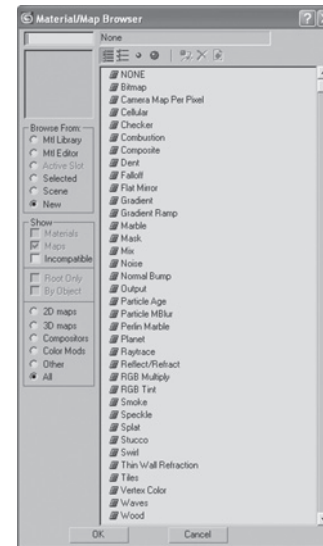 Material/Map Browser
None
Browse From:
Mtl Library
Mtl Editor
Active Slot
Selected
Scene
New
Show
Materials
Maps
Incompatible
Root Only
By Object
2D maps
3D maps
Compositors
Color Mods
Other
All
NONE
Bitmap
Camera Map Per Pixel
Cellular
Checker
Combustion
Composite
Dent
Falloff
Flat Mirror
Gradient
Gradient Ramp
Marble
Mask
Mix
Noise
Normal Bump
Output
Particle Age
Particle MBlur
Perlin Marble
Planet
Raytrace
Reflect/Refract
RGB Multiply
RGB Tint
Smoke
Speckle
Splat
Stucco
Swirl
Thin Wall Refraction
Tiles
Vertex Color
Waves
Wood
OK
Cancel